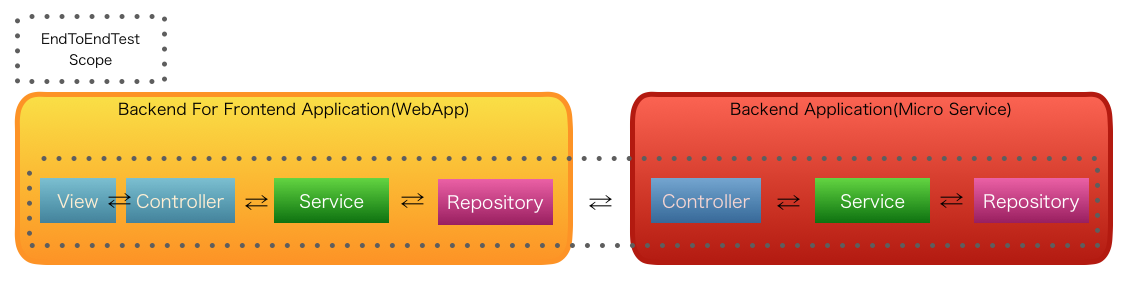 EndToEndTest
Scope
Backend For Frontend Application(WebApp)
Backend Application(Micro Service)
View
Controller
Service
Repository
Controller
Service
Repository